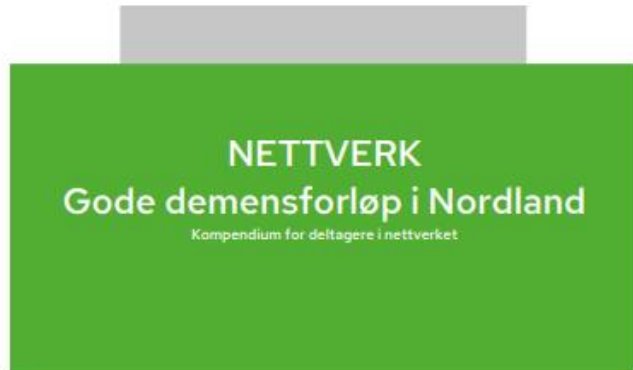 NETTVERK
Gode demensforløp i Nordland
Kompendium for deltagere i nettverket